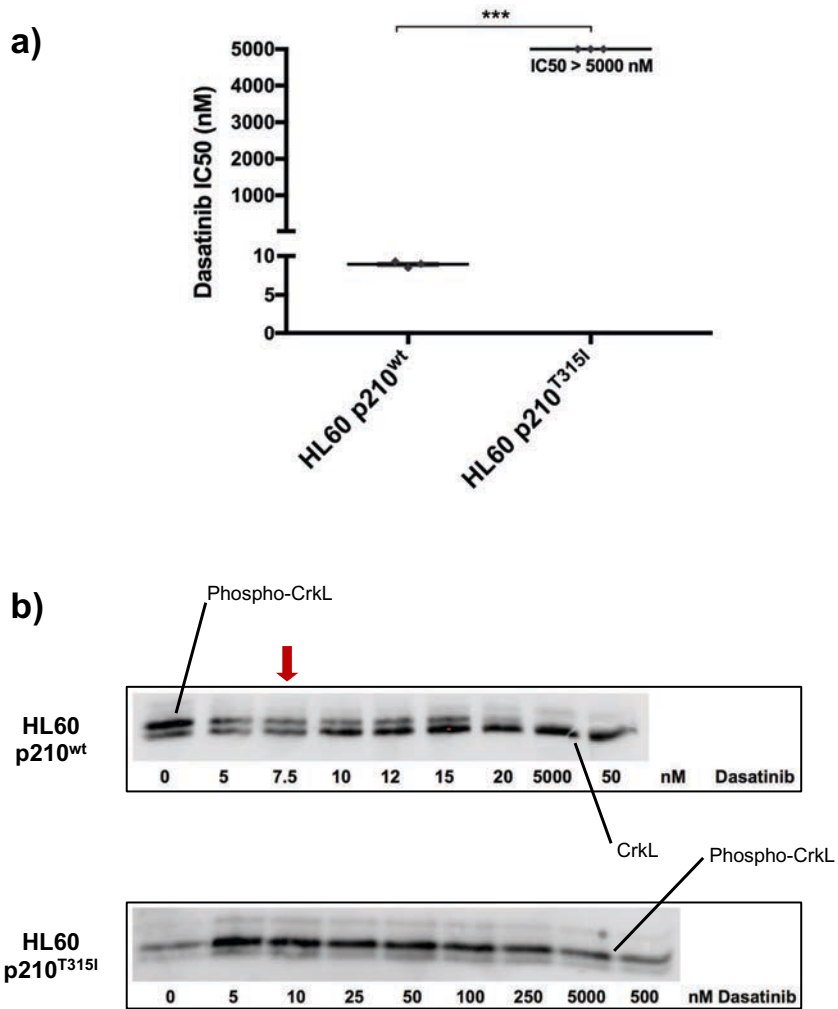 a)
***
5000
4000
3000
2000
1000
10
5
0
Dasatinib IC50 (nM)
IC50 > 5000 nM
HL60 p210wt
HL60 p210T315I
b)
Phospho-CrkL
HL60
p210wt
0 5 7.5 10 12 15 20 5000 50 nM Dasatinib
CrkL
Phospho-CrkL
HL60
p210T315I
0 5 10 25 50 100 250 5000 500 nM Dasatinib